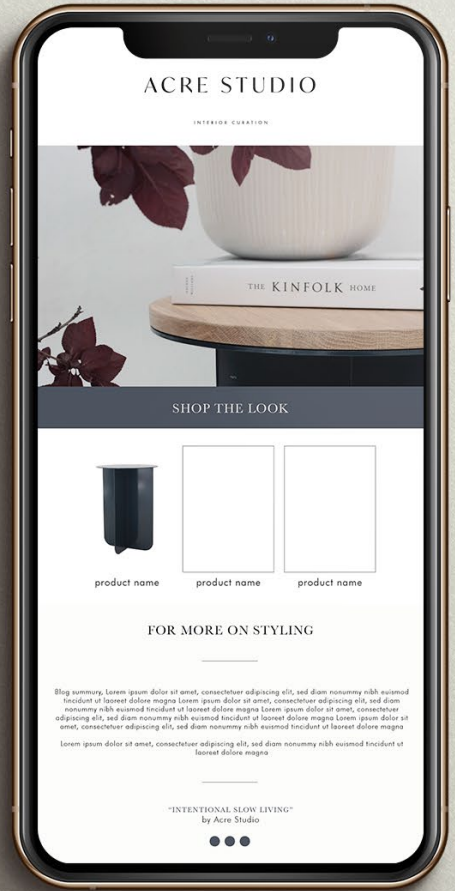 ACRE STUDIO
INTERIOR CURATION
THE KINFOLK HOME
SHOP THE LOOK
product name product name product name
FOR MORE ON STYLING
Blog summury, Lorem ipsum dolor sit amet, consectetuer adipiscing elit, sed diam nonummy nibh euismod
tincidunt ut laoreet dolore magna Lorem ipsum dolor sit amet, consectetuer adipiscing elit, sed diam
nonummy nibh euismod tincidunt ut laoreet dolore magna Lorem ipsum dolor sit amet, consectetuer
adipiscing elit, sed diam nonummy nibh euismod tincidunt ut laoreet dolore magna Lorem ipsum dolor sit
amet, consectetuer adipiscing elit, sed diam nonummy nibh euismod tincidunt ut laoreet dolore magna
Lorem ipsum dolor sit amet, consectetuer adipiscing elit, sed diam nonummy nibh euismod tincidunt ut
laoreet dolore magna
"INTENTIONAL SLOW LIVING"
by Acre Studio